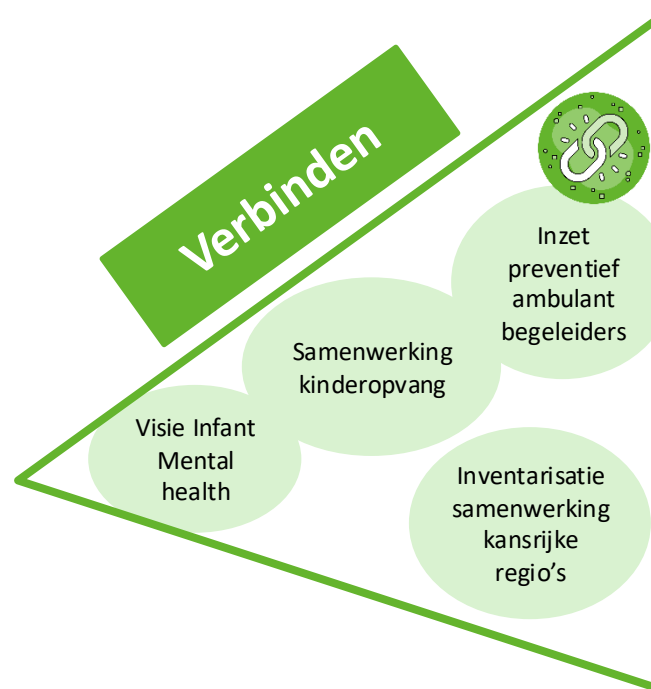 Verbinden
Inzet
preventief
ambulant
begeleiders
Samenwerking
kinderopvang
Visie Infant
Mental
health
Inventarisatie
samenwerking
kansrijke
regio's